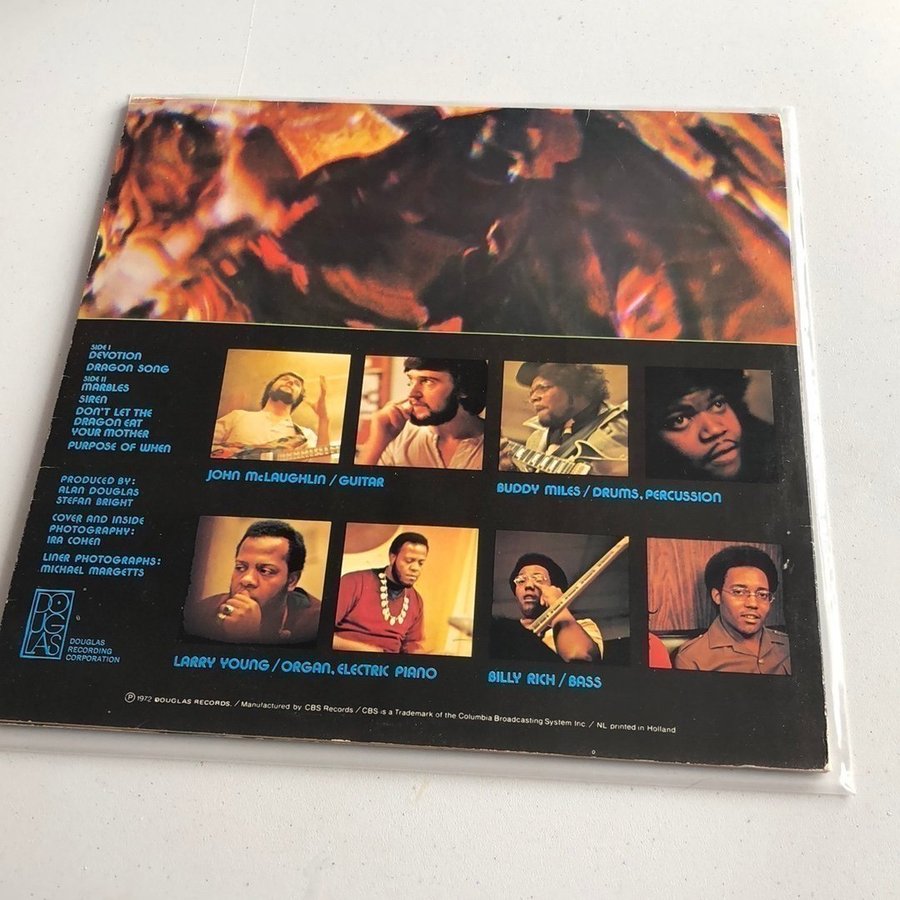 SIDE I
DEVOTION
DRAGON SONG
SIDE II
MARBLES
SIREN
DON'T LET THE
DRAGON EAT
YOUR MOTHER
PURPOSE OF WHEN
PRODUCED BY:
ALAN DOUGLAS
STEFAN BRIGHT
COVER AND INSIDE
PHOTOGRAPHY:
IRA COHEN
LINER PHOTOGRAPHS:
MICHAEL MARGETTS
DOUGLAS
DOUGLAS
RECORDING
CORPORATION
JOHN McLAUGHLIN / GUITAR
BUDDY MILES / DRUMS, PERCUSSION
LARRY YOUNG / ORGAN, ELECTRIC PIANO
BILLY RICH / BASS
℗ 1972 DOUGLAS RECORDS. / Manufactured by CBS Records / CBS is a Trademark of the Columbia Broadcasting System Inc / NL printed in Holland